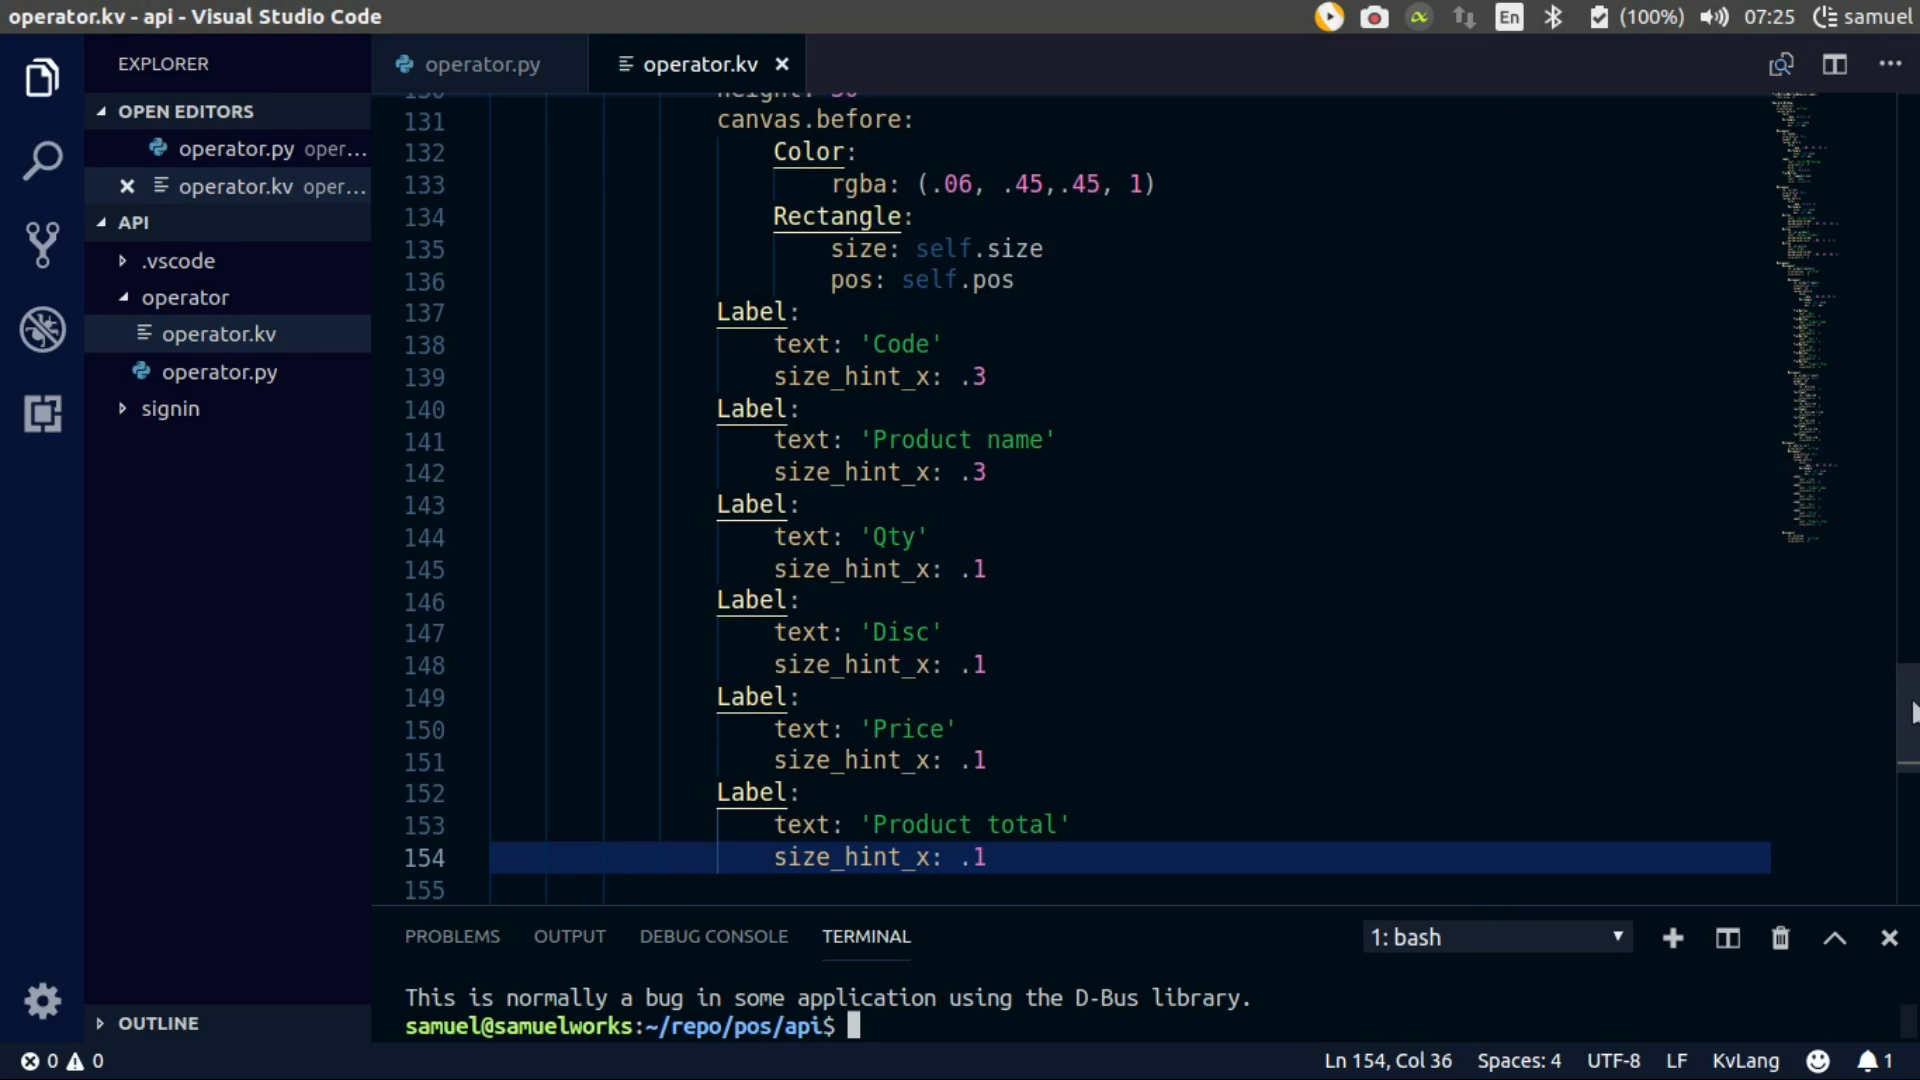 operator.kv - api - Visual Studio Code
En (100%) 07:25 samuel
EXPLORER
OPEN EDITORS
operator.py oper...
operator.kv oper...
API
.vscode
operator
operator.kv
operator.py
signin
OUTLINE
operator.py operator.kv
131 canvas.before:
132 Color:
133 rgba: (.06, .45,.45, 1)
134 Rectangle:
135 size: self.size
136 pos: self.pos
137 Label:
138 text: 'Code'
139 size_hint_x: .3
140 Label:
141 text: 'Product name'
142 size_hint_x: .3
143 Label:
144 text: 'Qty'
145 size_hint_x: .1
146 Label:
147 text: 'Disc'
148 size_hint_x: .1
149 Label:
150 text: 'Price'
151 size_hint_x: .1
152 Label:
153 text: 'Product total'
154 size_hint_x: .1
155
PROBLEMS OUTPUT DEBUG CONSOLE TERMINAL 1: bash
This is normally a bug in some application using the D-Bus library.
samuel@samuelworks:~/repo/pos/api$
0 0 Ln 154, Col 36 Spaces: 4 UTF-8 LF KvLang 1